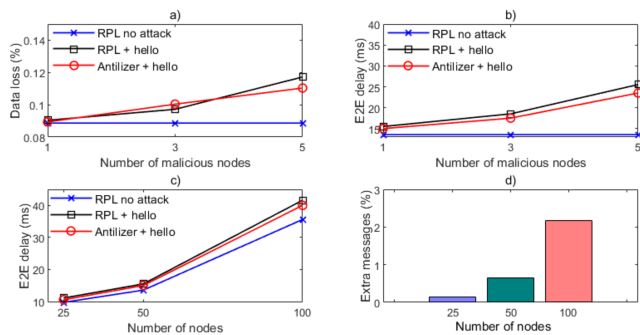 a)
Data loss (%)
0.15
0.12
0.1
0.08
RPL no attack
RPL + hello
Antilizer + hello
1
3
5
Number of malicious nodes
b)
E2E delay (ms)
40
35
30
25
20
15
RPL no attack
RPL + hello
Antilizer + hello
1
3
5
Number of malicious nodes
c)
E2E delay (ms)
40
30
20
10
RPL no attack
RPL + hello
Antilizer + hello
25
50
100
Number of nodes
d)
Extra messages (%)
3
2
1
0
25
50
100
Number of nodes